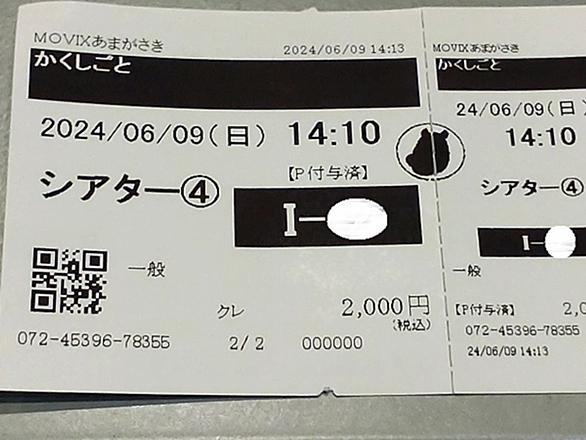 MOVIXあまがさき 2024/06/09 14:13
かくしごと
2024/06/09(日) 14:10
【P付与済】
シアター④
I－
一般
クレ 2,000円
(税込)
072-45396-78355 2/2 000000
MOVIXあまがさき
かくしごと
24/06/09(日)
14:10
シアター④
I－
一般
【P付与済】 2,0
072-45396-78355
24/06/09 14:13